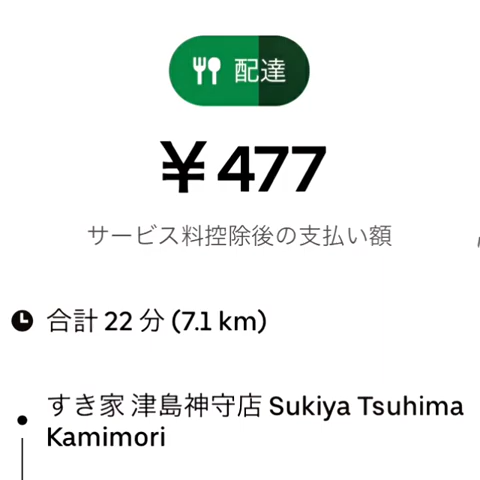 配達
￥477
サービス料控除後の支払い額
合計 22 分 (7.1 km)
すき家 津島神守店 Sukiya Tsuhima
Kamimori